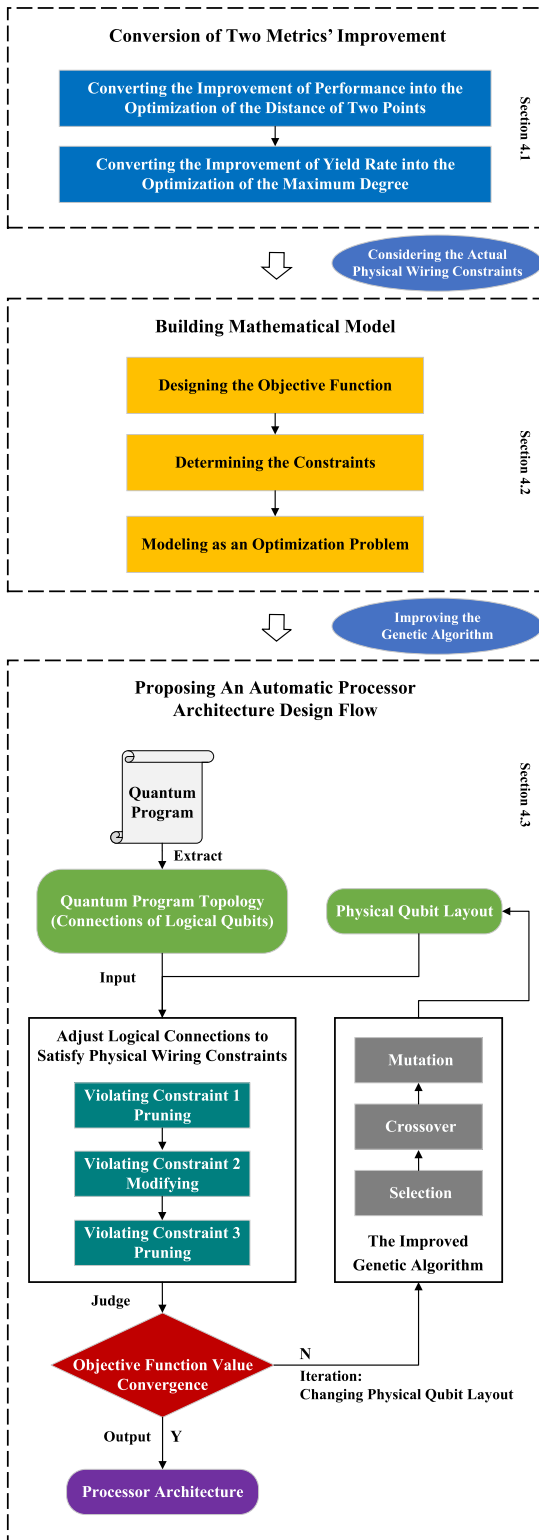 Conversion of Two Metrics' Improvement
Converting the Improvement of Performance into the
Optimization of the Distance of Two Points
Converting the Improvement of Yield Rate into the
Optimization of the Maximum Degree
Section 4.1
Considering the Actual
Physical Wiring Constraints
Building Mathematical Model
Designing the Objective Function
Determining the Constraints
Modeling as an Optimization Problem
Section 4.2
Improving the
Genetic Algorithm
Proposing An Automatic Processor
Architecture Design Flow
Section 4.3
Quantum
Program
Extract
Quantum Program Topology
(Connections of Logical Qubits)
Physical Qubit Layout
Input
Adjust Logical Connections to
Satisfy Physical Wiring Constraints
Violating Constraint 1
Pruning
Violating Constraint 2
Modifying
Violating Constraint 3
Pruning
Mutation
Crossover
Selection
The Improved
Genetic Algorithm
Judge
Objective Function Value
Convergence
N
Iteration:
Changing Physical Qubit Layout
Output
Y
Processor Architecture